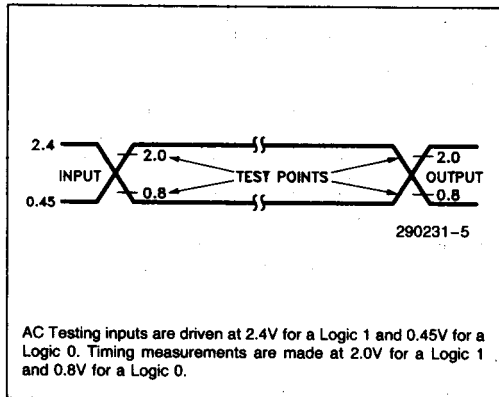 2.4
2.0
2.0
INPUT
TEST POINTS
OUTPUT
0.45
0.8
0.8
290231-5
AC Testing inputs are driven at 2.4V for a Logic 1 and 0.45V for a
Logic 0. Timing measurements are made at 2.0V for a Logic 1
and 0.8V for a Logic 0.